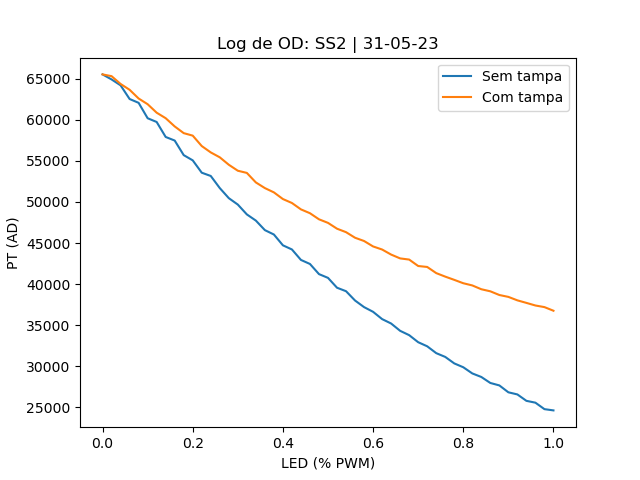 Log de OD: SS2 | 31-05-23
Sem tampa
Com tampa
PT (AD)
65000
60000
55000
50000
45000
40000
35000
30000
25000
0.0 0.2 0.4 0.6 0.8 1.0
LED (% PWM)